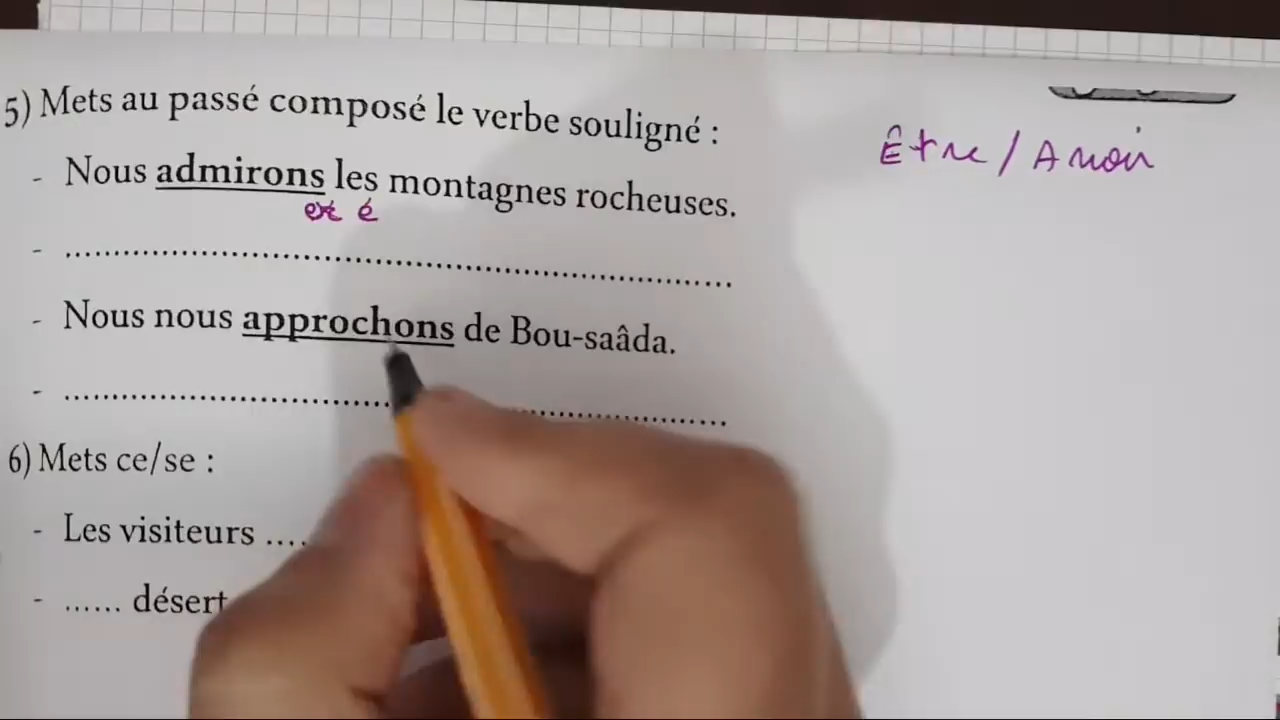 5) Mets au passé composé le verbe souligné :
Être / Avoir
- Nous admirons les montagnes rocheuses.
er é
- ....................................................................
- Nous nous approchons de Bou-saâda.
- ....................................................................
6) Mets ce/se :
- Les visiteurs ....
- ...... désert